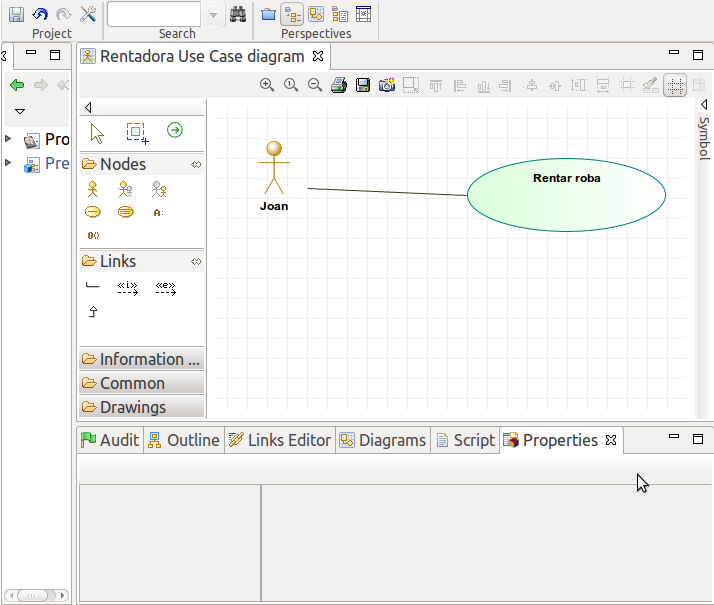 Project
Search
Perspectives
Rentadora Use Case diagram
Pro
Pre
Nodes
A:
0()
Links
«i»
«e»
Information ...
Common
Drawings
Joan
Rentar roba
Symbol
Audit
Outline
Links Editor
Diagrams
Script
Properties